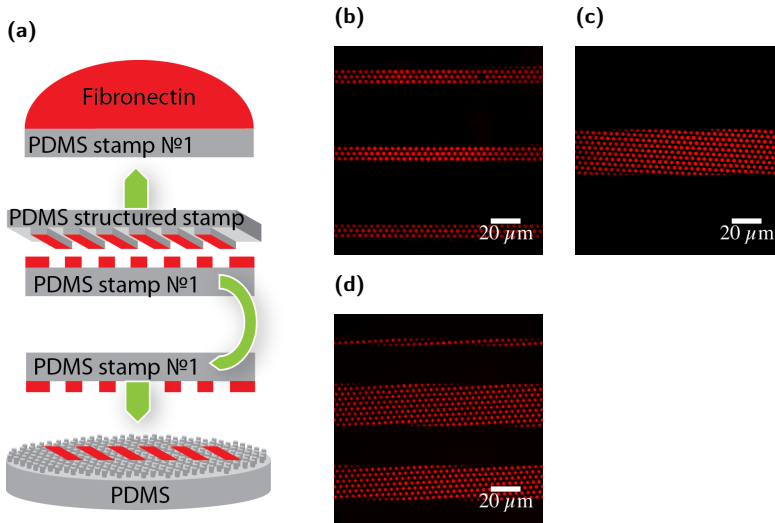 (a)
Fibronectin
PDMS stamp №1
PDMS structured stamp
PDMS stamp №1
PDMS stamp №1
PDMS
(b)
20 µm
(c)
20 µm
(d)
20 µm